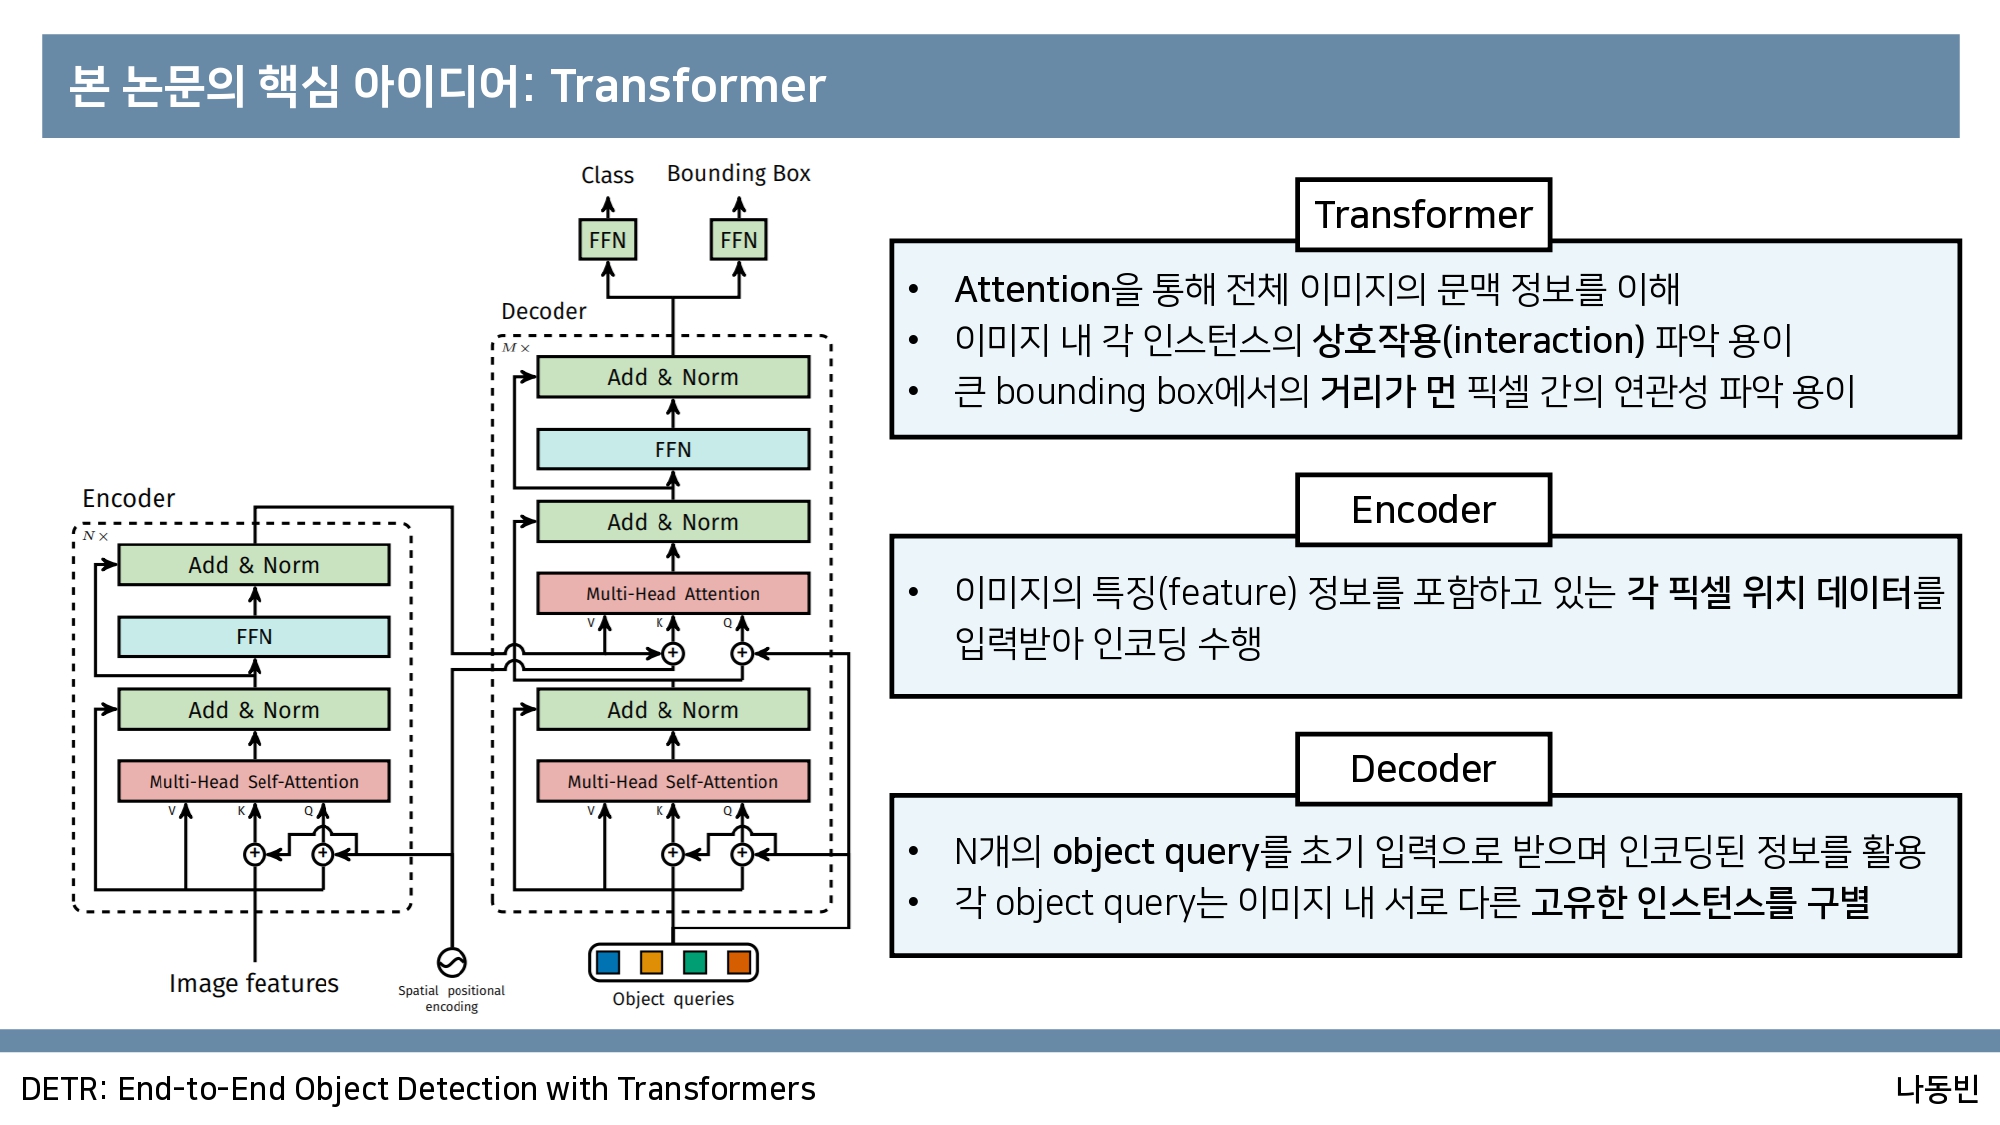 본 논문의 핵심 아이디어: Transformer
Class
Bounding Box
FFN
FFN
Decoder
M ×
Add & Norm
FFN
Add & Norm
Multi-Head Attention
V
K
Q
+
+
Add & Norm
Multi-Head Self-Attention
V
K
Q
+
+
Object queries
Encoder
N ×
Add & Norm
FFN
Add & Norm
Multi-Head Self-Attention
V
K
Q
+
+
Image features
Spatial positional
encoding
Transformer
• Attention을 통해 전체 이미지의 문맥 정보를 이해
• 이미지 내 각 인스턴스의 상호작용(interaction) 파악 용이
• 큰 bounding box에서의 거리가 먼 픽셀 간의 연관성 파악 용이
Encoder
• 이미지의 특징(feature) 정보를 포함하고 있는 각 픽셀 위치 데이터를
입력받아 인코딩 수행
Decoder
• N개의 object query를 초기 입력으로 받으며 인코딩된 정보를 활용
• 각 object query는 이미지 내 서로 다른 고유한 인스턴스를 구별
DETR: End-to-End Object Detection with Transformers
나동빈